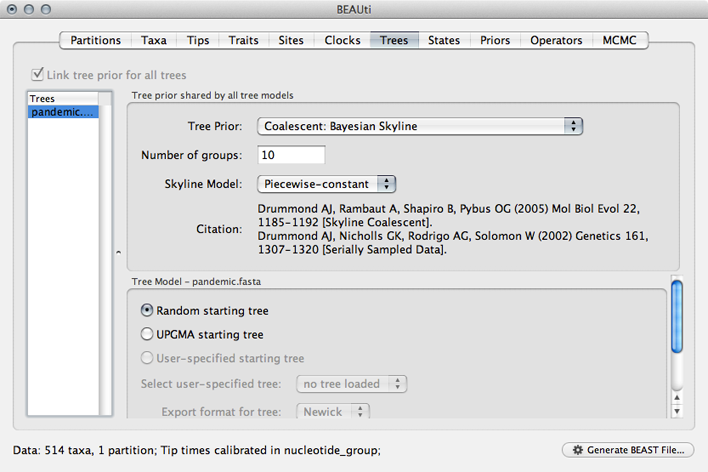 BEAUti
Partitions Taxa Tips Traits Sites Clocks Trees States Priors Operators MCMC
Link tree prior for all trees
Trees
pandemic....
Tree prior shared by all tree models
Tree Prior: Coalescent: Bayesian Skyline
Number of groups: 10
Skyline Model: Piecewise-constant
Citation:
Drummond AJ, Rambaut A, Shapiro B, Pybus OG (2005) Mol Biol Evol 22,
1185-1192 [Skyline Coalescent].
Drummond AJ, Nicholls GK, Rodrigo AG, Solomon W (2002) Genetics 161,
1307-1320 [Serially Sampled Data].
Tree Model - pandemic.fasta
Random starting tree
UPGMA starting tree
User-specified starting tree
Select user-specified tree: no tree loaded
Export format for tree: Newick
Data: 514 taxa, 1 partition; Tip times calibrated in nucleotide_group;
Generate BEAST File...